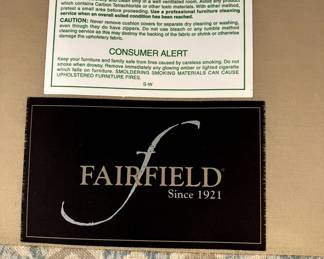 which contains Carbon Tetrachloride or other toxic materials. With either method,
pretest a small area before proceeding. Use a professional furniture cleaning
service when an overall soiled condition has been reached.
CAUTION: Never remove cushion covers for separate dry cleaning or washing,
even though they do have zippers. Do not use bleach or any tumble method
cleaning service as this may destroy the backing of the fabric or shrink or otherwise
damage the upholstery fabric.
CONSUMER ALERT
Keep your furniture and family safe from fires caused by careless smoking. Do not
smoke when drowsy. Remove immediately any glowing ember or lighted cigarette
which falls on furniture. SMOLDERING SMOKING MATERIALS CAN CAUSE
UPHOLSTERED FURNITURE FIRES.
S-W
f
FAIRFIELD®
Since 1921